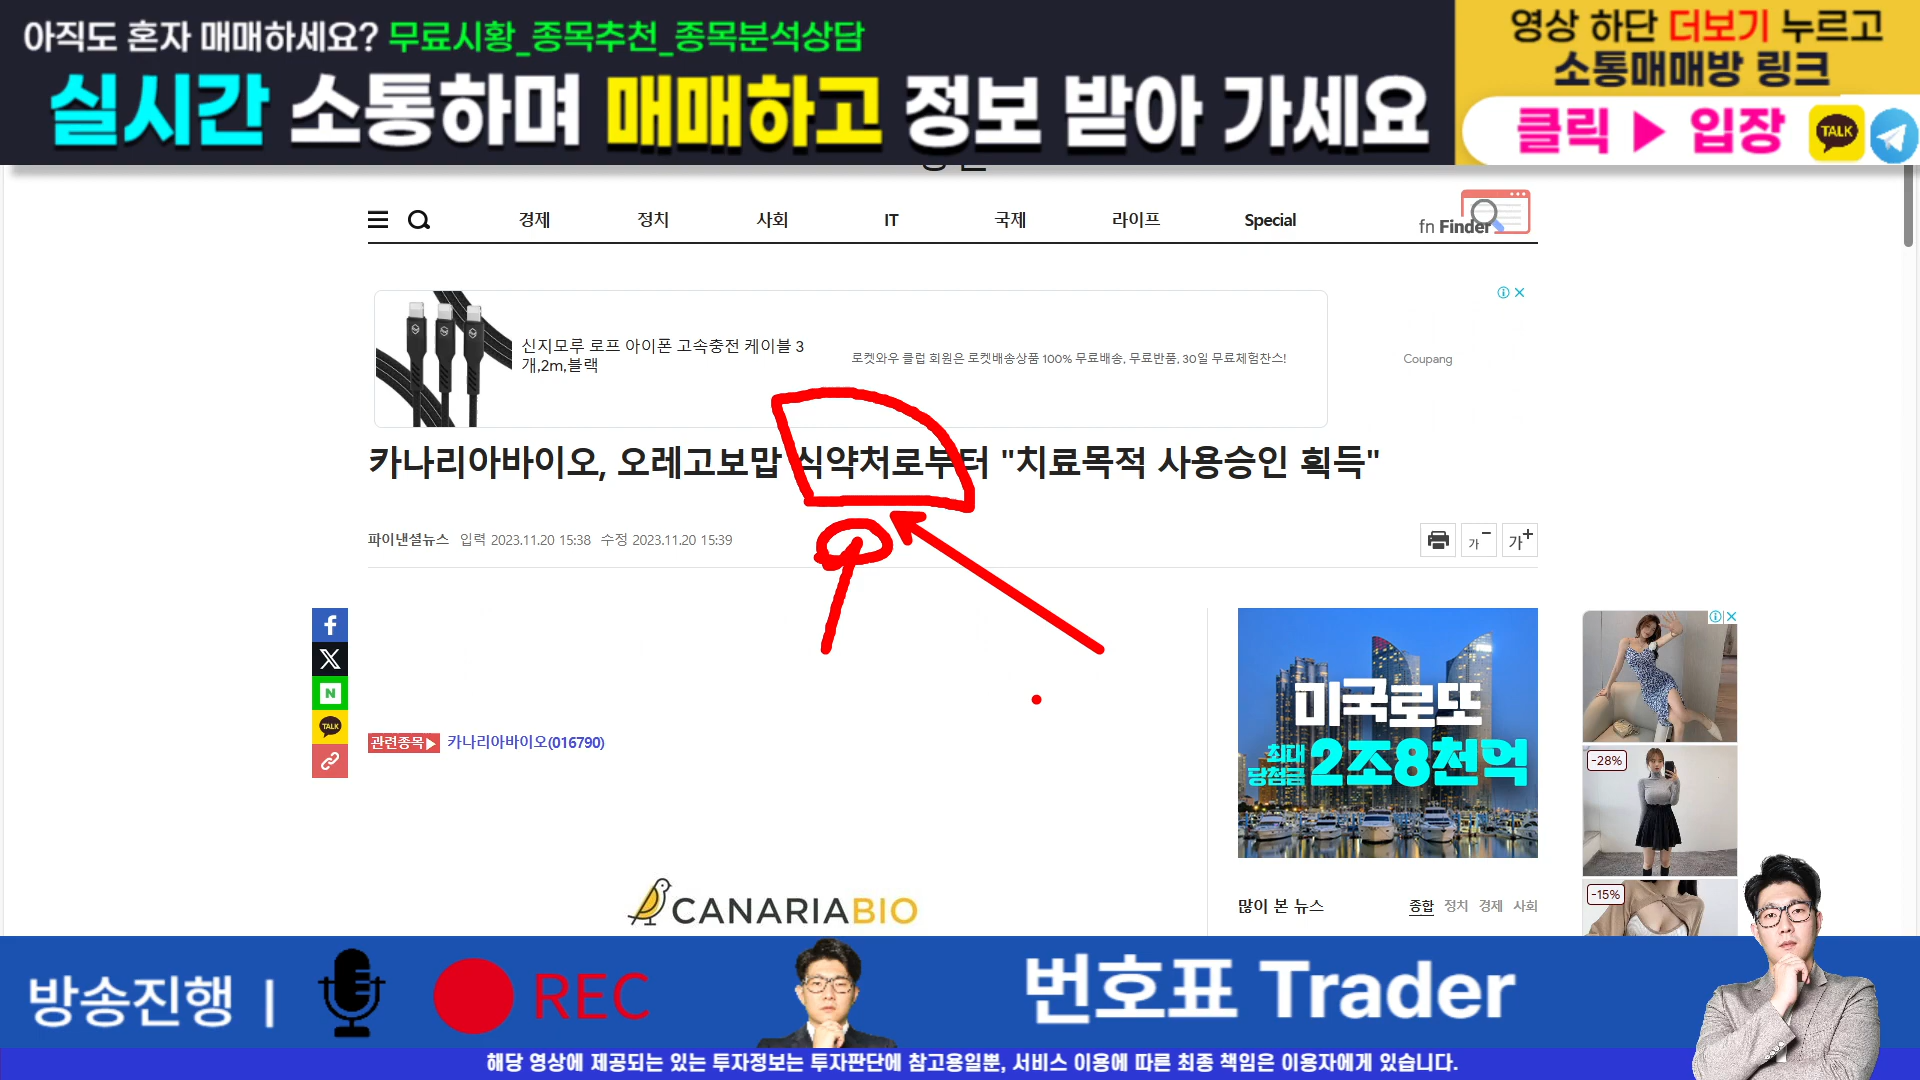 아직도 혼자 매매하세요? 무료시황_종목추천_종목분석상담
실시간 소통하며 매매하고 정보 받아 가세요
영상 하단 더보기 누르고
소통매매방 링크
클릭 ▶ 입장 TALK
경제 정치 사회 IT 국제 라이프 Special fn Finder
신지모루 로프 아이폰 고속충전 케이블 3
개,2m,블랙
로켓와우 클럽 회원은 로켓배송상품 100% 무료배송, 무료반품, 30일 무료체험찬스!
Coupang
카나리아바이오, 오레고보맙 식약처로부터 "치료목적 사용승인 획득"
파이낸셜뉴스 입력 2023.11.20 15:38 수정 2023.11.20 15:39
가- 가+
f
X
N
TALK
관련종목▶ 카나리아바이오(016790)
미국로또
최대
당첨금 2조8천억
-28%
-15%
CANARIABIO
많이 본 뉴스 종합 정치 경제 사회
방송진행 | REC 번호표 Trader
해당 영상에 제공되는 있는 투자정보는 투자판단에 참고용일뿐, 서비스 이용에 따른 최종 책임은 이용자에게 있습니다.